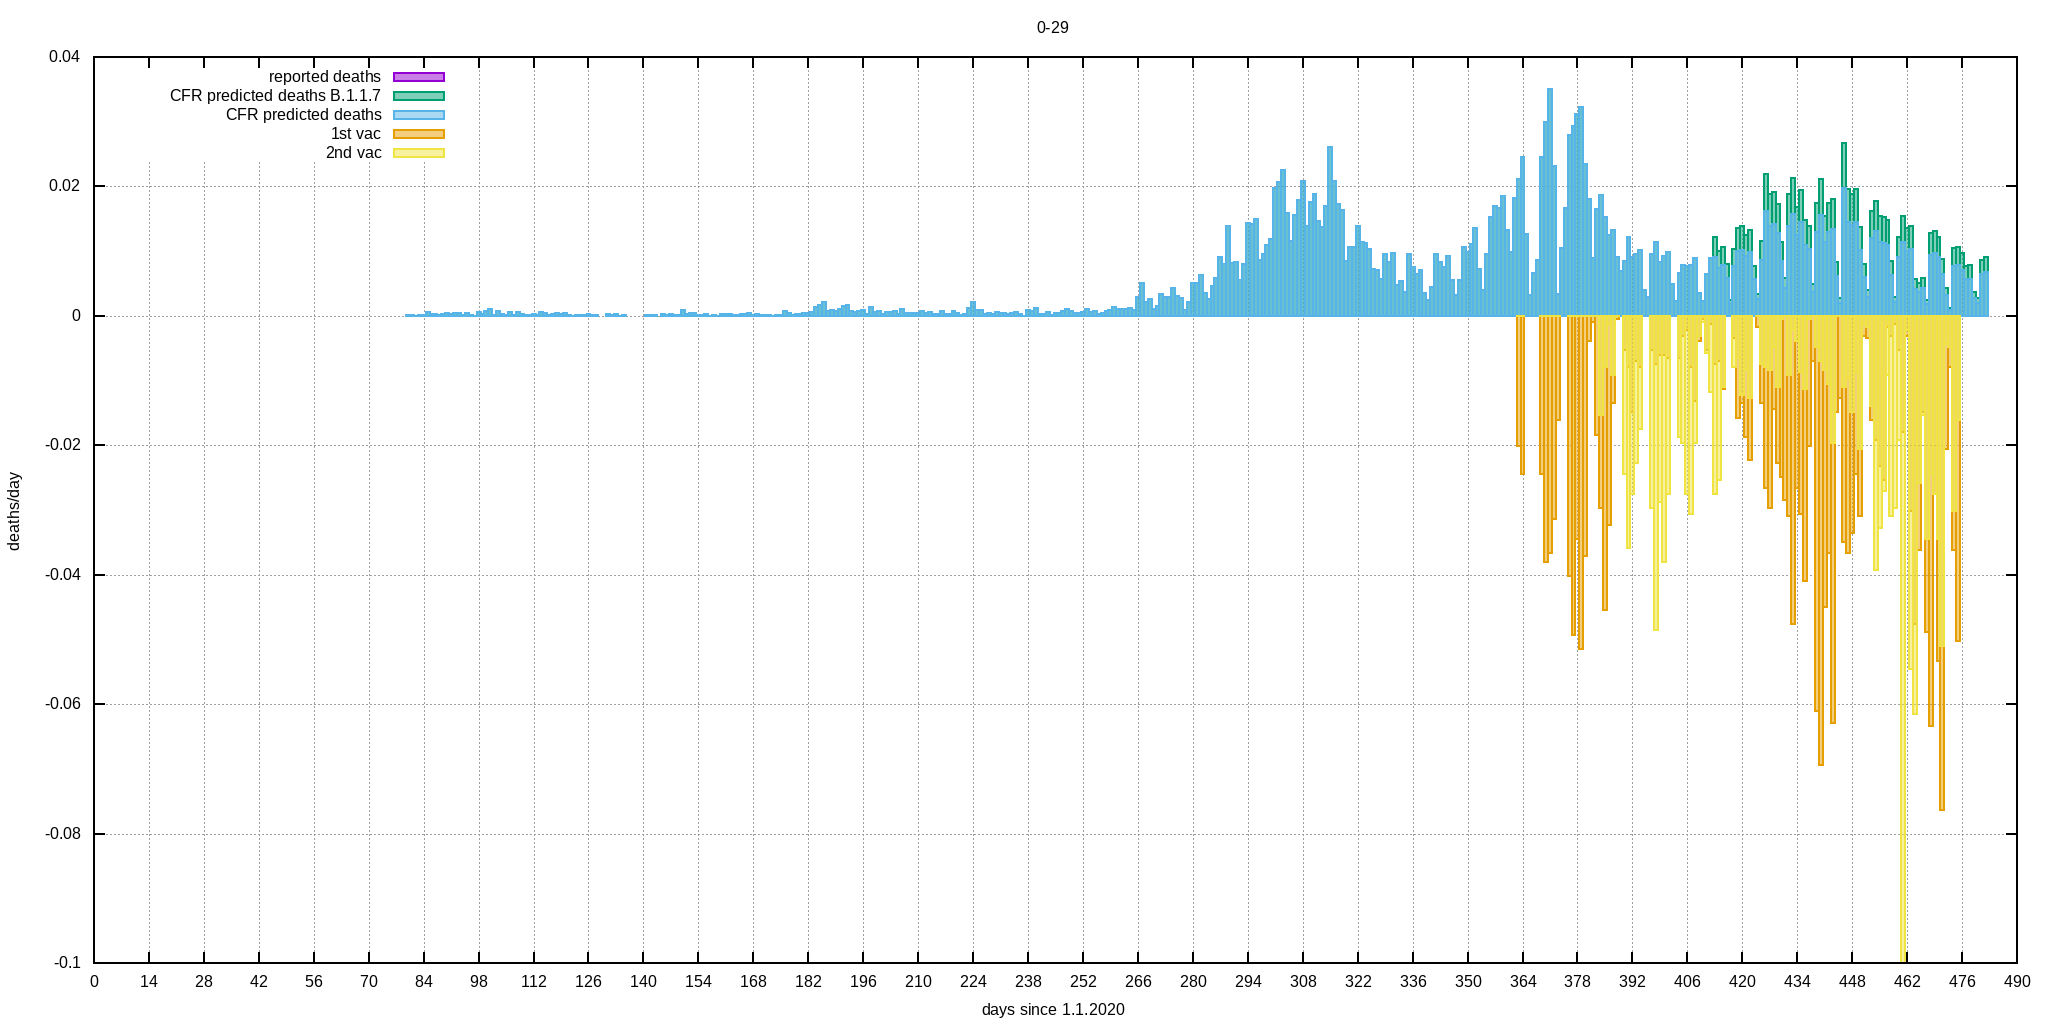 0-29
0.04
0.02
0
-0.02
-0.04
-0.06
-0.08
-0.1
deaths/day
reported deaths
CFR predicted deaths B.1.1.7
CFR predicted deaths
1st vac
2nd vac
0 14 28 42 56 70 84 98 112 126 140 154 168 182 196 210 224 238 252 266 280 294 308 322 336 350 364 378 392 406 420 434 448 462 476 490
days since 1.1.2020